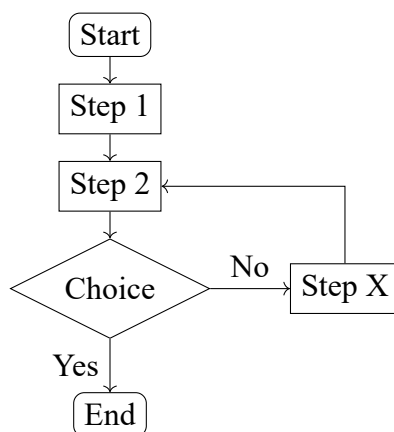 Start
Step 1
Step 2
Choice
No
Step X
Yes
End